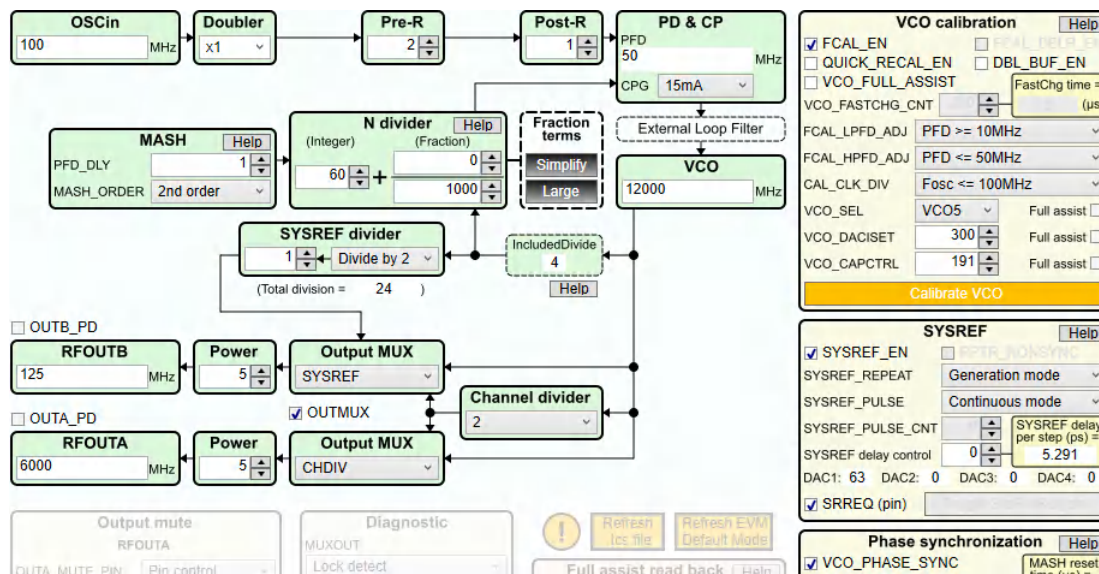 OSCin
100 MHz
Doubler
x1
Pre-R
2
Post-R
1
PD & CP
PFD
50
MHz
CPG 15mA
MASH Help
PFD_DLY 1
MASH_ORDER 2nd order
N divider Help
(Integer) (Fraction)
60 + 0
1000
Fraction
terms
Simplify
Large
External Loop Filter
VCO
12000 MHz
SYSREF divider
1 Divide by 2
(Total division = 24 )
IncludedDivide
4
Help
OUTB_PD
RFOUTB
125 MHz
Power
5
Output MUX
SYSREF
Channel divider
2
OUTA_PD
OUTMUX
RFOUTA
6000 MHz
Power
5
Output MUX
CHDIV
Output mute
RFOUTA
OUTA_MUTE_PIN Pin control
Diagnostic
MUXOUT
Lock detect
!
Refresh
.tcs file
Refresh EVM
Default Mode
Full assist read back Help
VCO calibration Help
FCAL_EN
QUICK_RECAL_EN DBL_BUF_EN
VCO_FULL_ASSIST
FastChg time =
(µs
VCO_FASTCHG_CNT
FCAL_LPFD_ADJ PFD >= 10MHz
FCAL_HPFD_ADJ PFD <= 50MHz
CAL_CLK_DIV Fosc <= 100MHz
VCO_SEL VCO5 Full assist
VCO_DACISET 300 Full assist
VCO_CAPCTRL 191 Full assist
Calibrate VCO
SYSREF Help
SYSREF_EN RPTR_NONSYNC
SYSREF_REPEAT Generation mode
SYSREF_PULSE Continuous mode
SYSREF_PULSE_CNT
SYSREF delay
per step (ps) =
5.291
SYSREF delay control 0
DAC1: 63 DAC2: 0 DAC3: 0 DAC4: 0
SRREQ (pin)
Phase synchronization Help
VCO_PHASE_SYNC
MASH reset